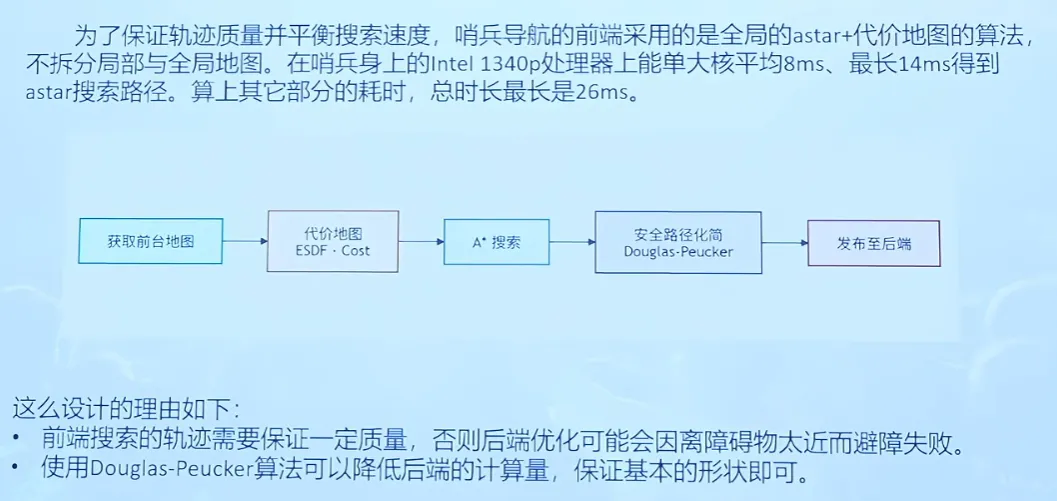 为了保证轨迹质量并平衡搜索速度，哨兵导航的前端采用的是全局的astar+代价地图的算法，
不拆分局部与全局地图。在哨兵身上的Intel 1340p处理器上能单大核平均8ms、最长14ms得到
astar搜索路径。算上其它部分的耗时，总时长最长是26ms。
获取前台地图
代价地图
ESDF · Cost
A* 搜索
安全路径化简
Douglas-Peucker
发布至后端
这么设计的理由如下：
• 前端搜索的轨迹需要保证一定质量，否则后端优化可能会因离障碍物太近而避障失败。
• 使用Douglas-Peucker算法可以降低后端的计算量，保证基本的形状即可。